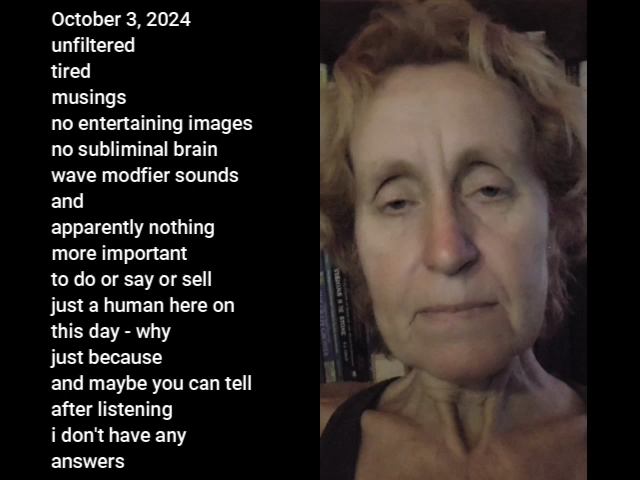 October 3, 2024
unfiltered
tired
musings
no entertaining images
no subliminal brain
wave modfier sounds
and
apparently nothing
more important
to do or say or sell
just a human here on
this day - why
just because
and maybe you can tell
after listening
i don't have any
answers